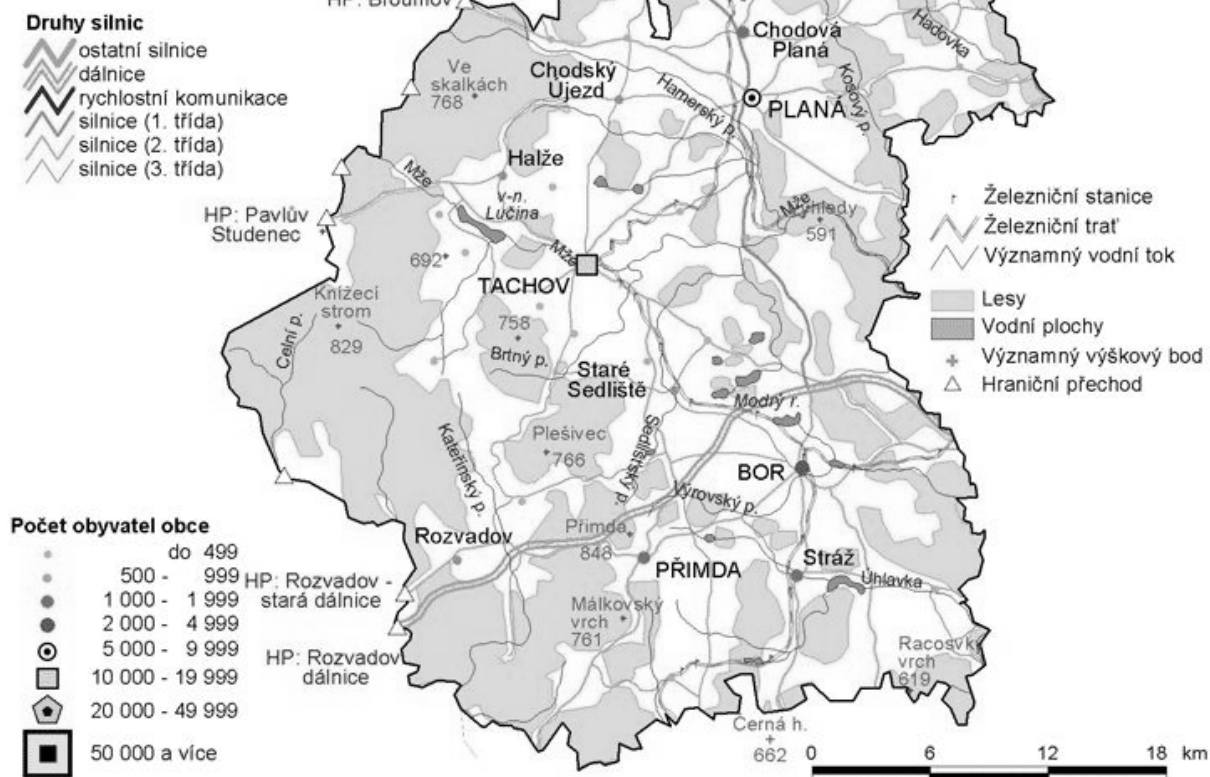 HP: Broumov
Druhy silnic
ostatní silnice
dálnice
rychlostní komunikace
silnice (1. třída)
silnice (2. třída)
silnice (3. třída)
Chodová
Planá
Hadovka
Kosový p.
Ve
skalkách
768
Chodský
Újezd
Hamerský p.
PLANÁ
Halže
Mže
v-n.
Lučina
HP: Pavlův
Studenec
Mže
Výhledy
591
Mže
692
TACHOV
Knížecí
strom
829
Celní p.
758
Brtný p.
Staré
Sedliště
Modrý r.
Plešivec
766
Sedlišťský p.
Kateřinský p.
BOR
Výrovský p.
Přimda
848
Rozvadov
PŘIMDA
Stráž
Úhlavka
HP: Rozvadov -
stará dálnice
Málkovský
vrch
761
HP: Rozvadov
dálnice
Racovský
vrch
619
Černá h.
662
Železniční stanice
Železniční trať
Významný vodní tok
Lesy
Vodní plochy
Významný výškový bod
Hraniční přechod
Počet obyvatel obce
do 499
500 - 999
1 000 - 1 999
2 000 - 4 999
5 000 - 9 999
10 000 - 19 999
20 000 - 49 999
50 000 a více
0 6 12 18 km